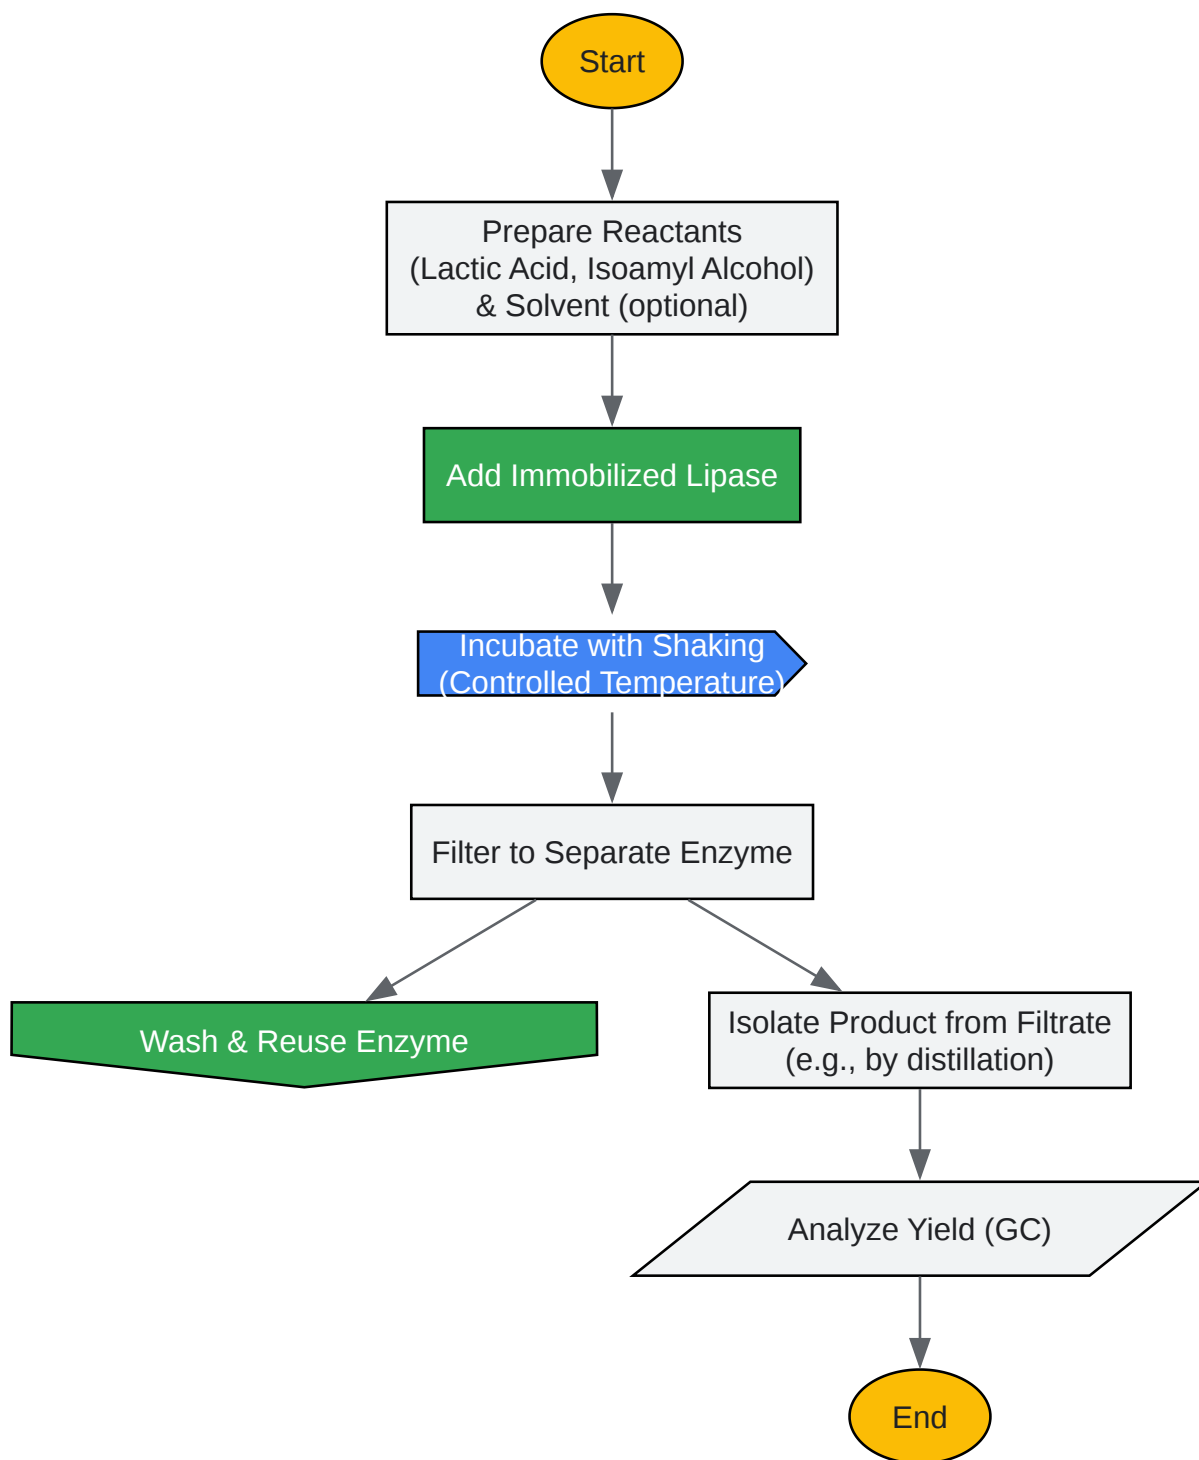 Start
Prepare Reactants
(Lactic Acid, Isoamyl Alcohol)
& Solvent (optional)
Add Immobilized Lipase
Incubate with Shaking
(Controlled Temperature)
Filter to Separate Enzyme
Wash & Reuse Enzyme
Isolate Product from Filtrate
(e.g., by distillation)
Analyze Yield (GC)
End